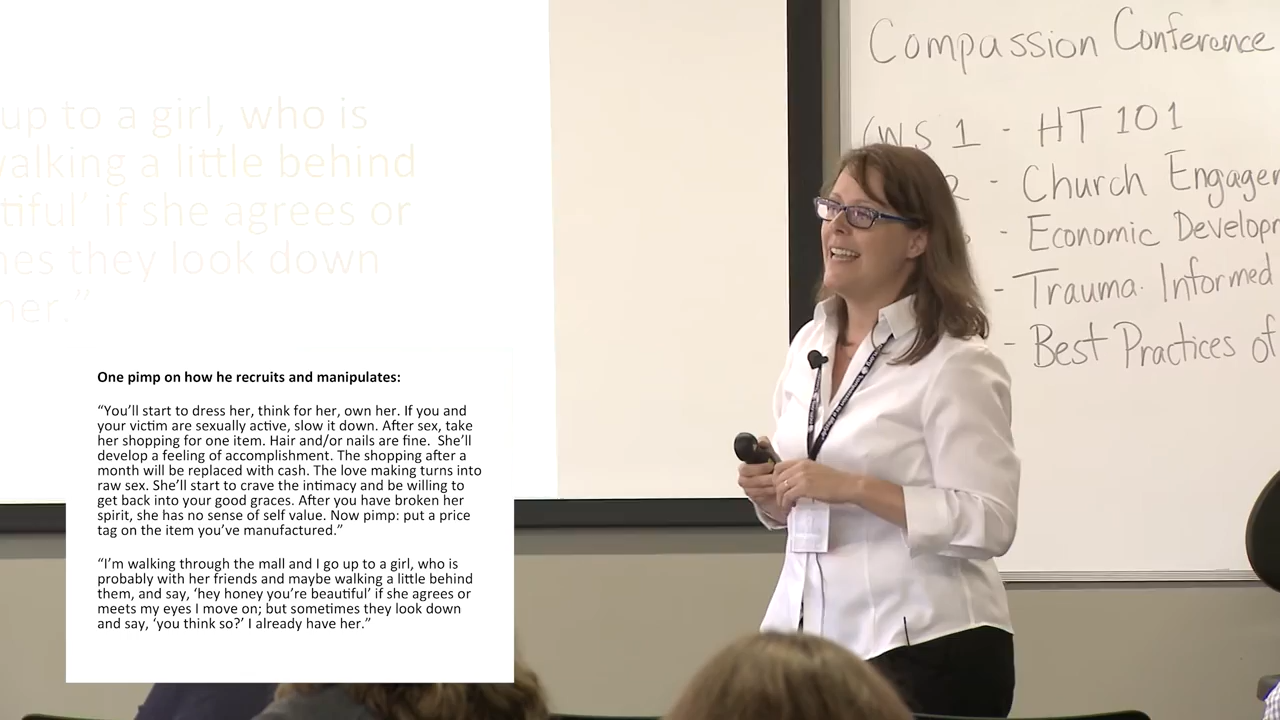 up to a girl, who is
walking a little behind
tiful’ if she agrees or
mes they look down
her.”
One pimp on how he recruits and manipulates:
“You’ll start to dress her, think for her, own her. If you and
your victim are sexually active, slow it down. After sex, take
her shopping for one item. Hair and/or nails are fine. She’ll
develop a feeling of accomplishment. The shopping after a
month will be replaced with cash. The love making turns into
raw sex. She’ll start to crave the intimacy and be willing to
get back into your good graces. After you have broken her
spirit, she has no sense of self value. Now pimp: put a price
tag on the item you’ve manufactured.”
“I’m walking through the mall and I go up to a girl, who is
probably with her friends and maybe walking a little behind
them, and say, ‘hey honey you’re beautiful’ if she agrees or
meets my eyes I move on; but sometimes they look down
and say, ‘you think so?’ I already have her.”
Compassion Conference
WS 1 - HT 101
2 - Church Engagem
- Economic Developm
- Trauma Informed
- Best Practices of